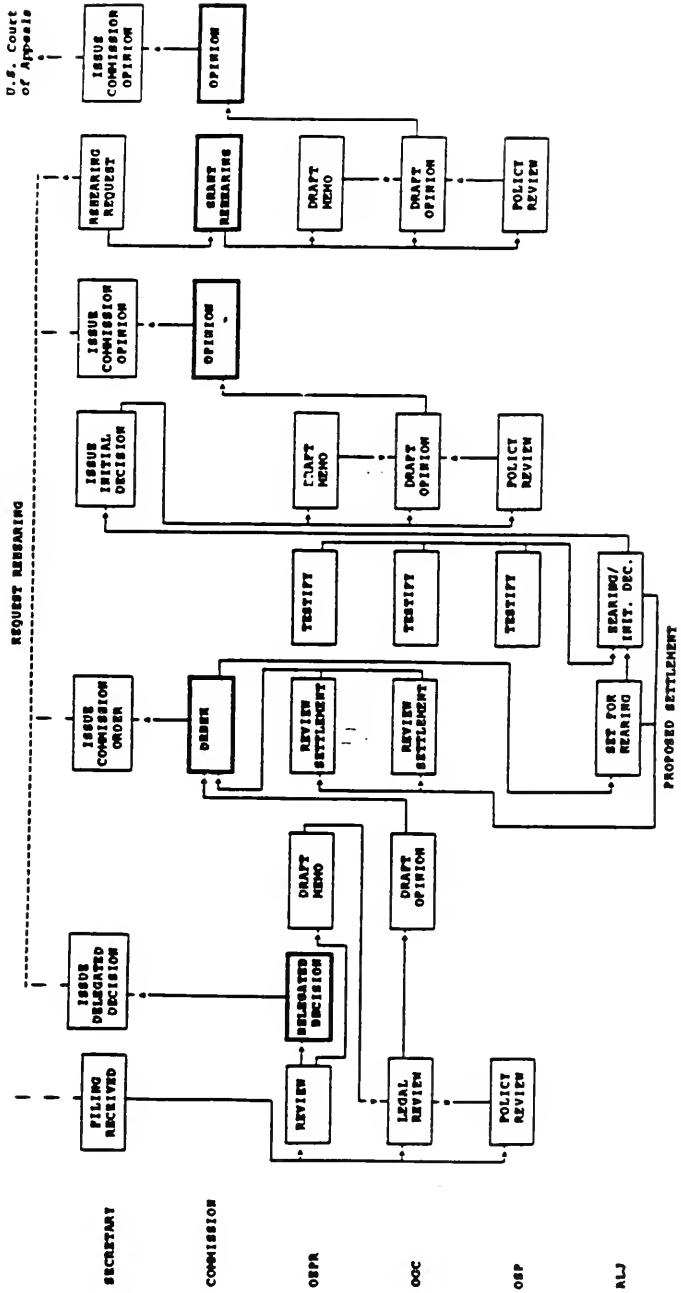 U.S. Court
of Appeals
REQUEST REHEARING
SECRETARY
FILING
RECEIVED
ISSUE
DELEGATED
DECISION
ISSUE
COMMISSION
ORDER
ISSUE
INITIAL
DECISION
ISSUE
COMMISSION
OPINION
REHEARING
REQUEST
ISSUE
COMMISSION
OPINION
COMMISSION
ORDER
OPINION
GRANT
REHEARING
OPINION
OEPR
REVIEW
DELEGATED
DECISION
DRAFT
MEMO
REVIEW
SETTLEMENT
TESTIFY
DRAFT
MEMO
DRAFT
MEMO
OGC
LEGAL
REVIEW
DRAFT
OPINION
REVIEW
SETTLEMENT
TESTIFY
DRAFT
OPINION
DRAFT
OPINION
OSP
POLICY
REVIEW
TESTIFY
POLICY
REVIEW
POLICY
REVIEW
ALJ
SET FOR
HEARING
HEARING/
INIT. DEC.
PROPOSED SETTLEMENT